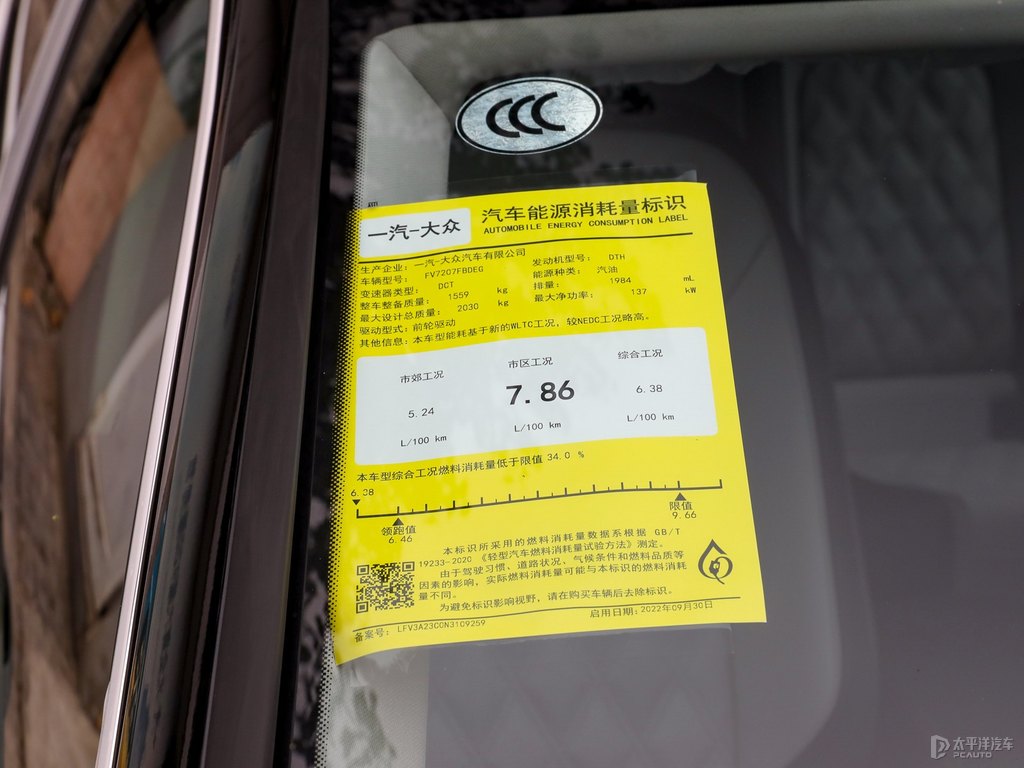 CCC
一汽-大众
汽车能源消耗量标识
AUTOMOBILE ENERGY CONSUMPTION LABEL
生产企业: 一汽-大众汽车有限公司
车辆型号: FV7207FBDEG 发动机型号: DTH
变速器类型: DCT 能源种类: 汽油
整车整备质量: 1559 kg 排量: 1984 mL
最大设计总质量: 2030 kg 最大净功率: 137 kW
驱动型式: 前轮驱动
其他信息: 本车型能耗基于新的WLTC工况, 较NEDC工况略高。
市郊工况 市区工况 综合工况
5.24 7.86 6.38
L/100 km L/100 km L/100 km
本车型综合工况燃料消耗量低于限值 34.0 %
6.38
领跑值 限值
6.46 9.66
本标识所采用的燃料消耗量数据系根据 GB/T
19233-2020 《轻型汽车燃料消耗量试验方法》测定。
由于驾驶习惯、道路状况、气候条件和燃料品质等
因素的影响, 实际燃料消耗量可能与本标识的燃料消耗
量不同。
为避免标识影响视野, 请在购买车辆后去除标识。
备案号: LFV3A23C0N3109259 启用日期: 2022年09月30日
太平洋汽车
PCAUTO